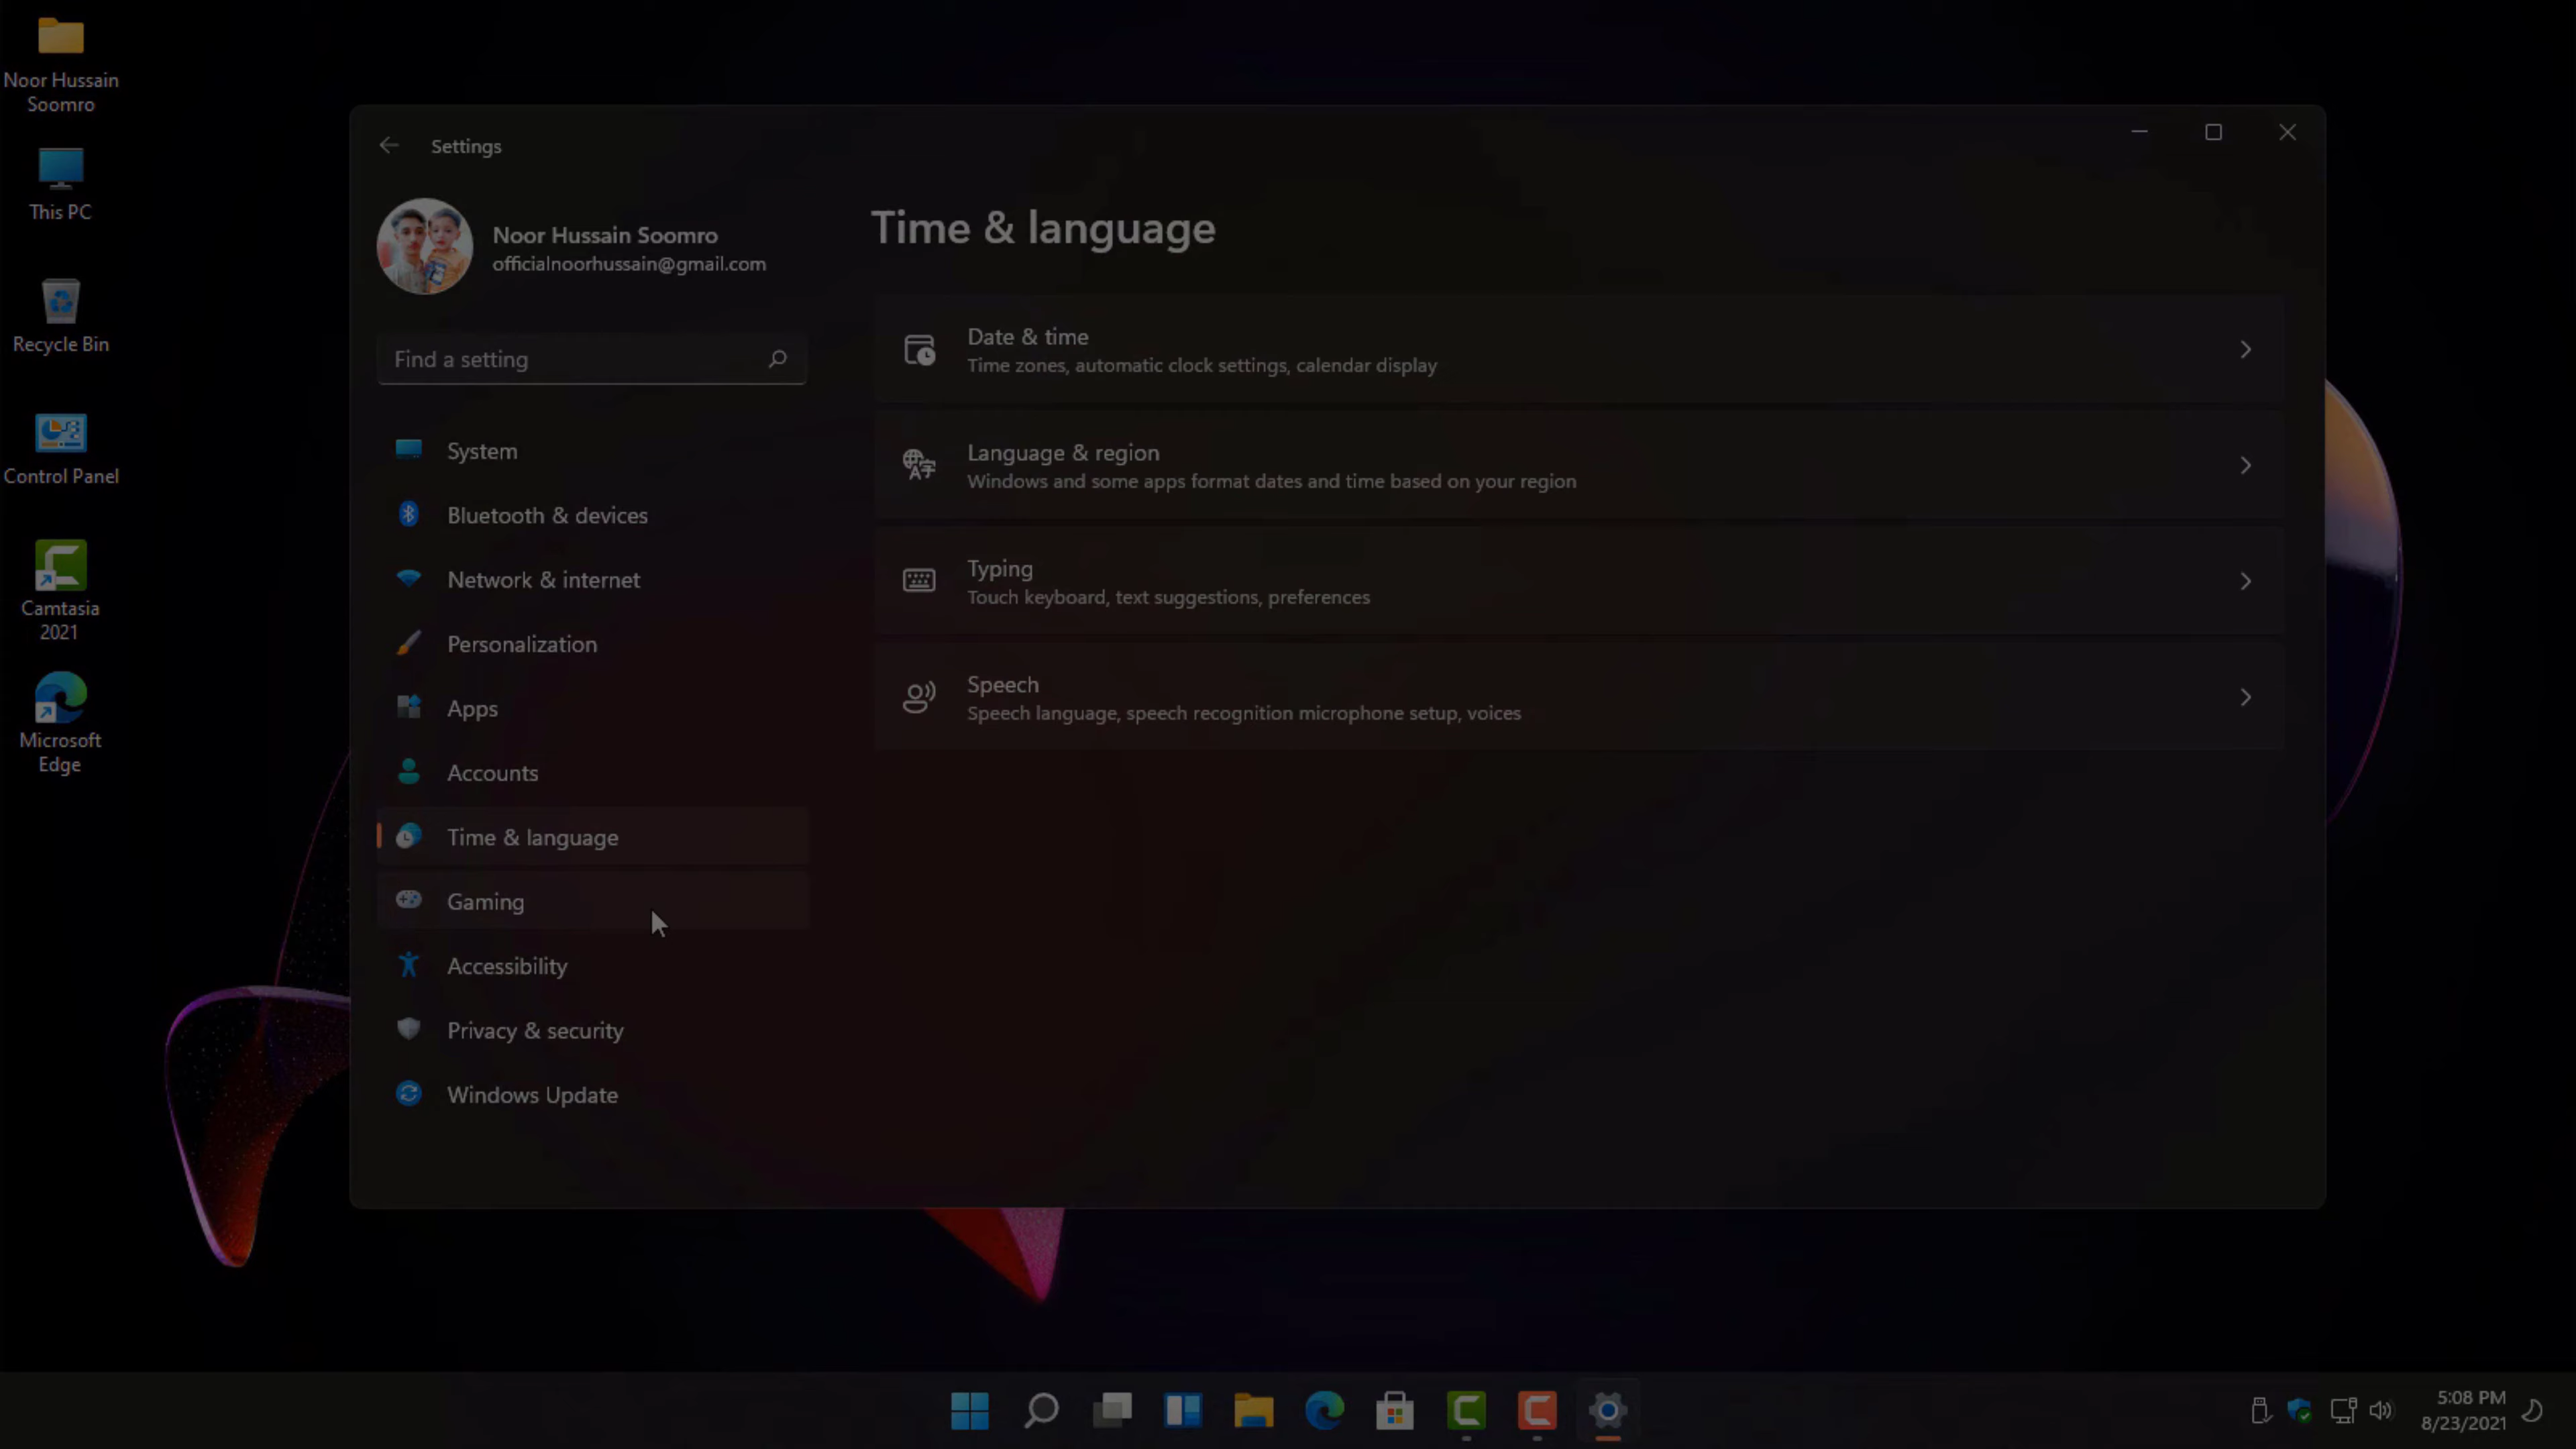 Noor Hussain
Soomro
This PC
Recycle Bin
Control Panel
Camtasia
2021
Microsoft
Edge
Settings
Noor Hussain Soomro
officialnoorhussain@gmail.com
Find a setting
System
Bluetooth & devices
Network & internet
Personalization
Apps
Accounts
Time & language
Gaming
Accessibility
Privacy & security
Windows Update
Time & language
Date & time
Time zones, automatic clock settings, calendar display
Language & region
Windows and some apps format dates and time based on your region
Typing
Touch keyboard, text suggestions, preferences
Speech
Speech language, speech recognition microphone setup, voices
5:08 PM
8/23/2021